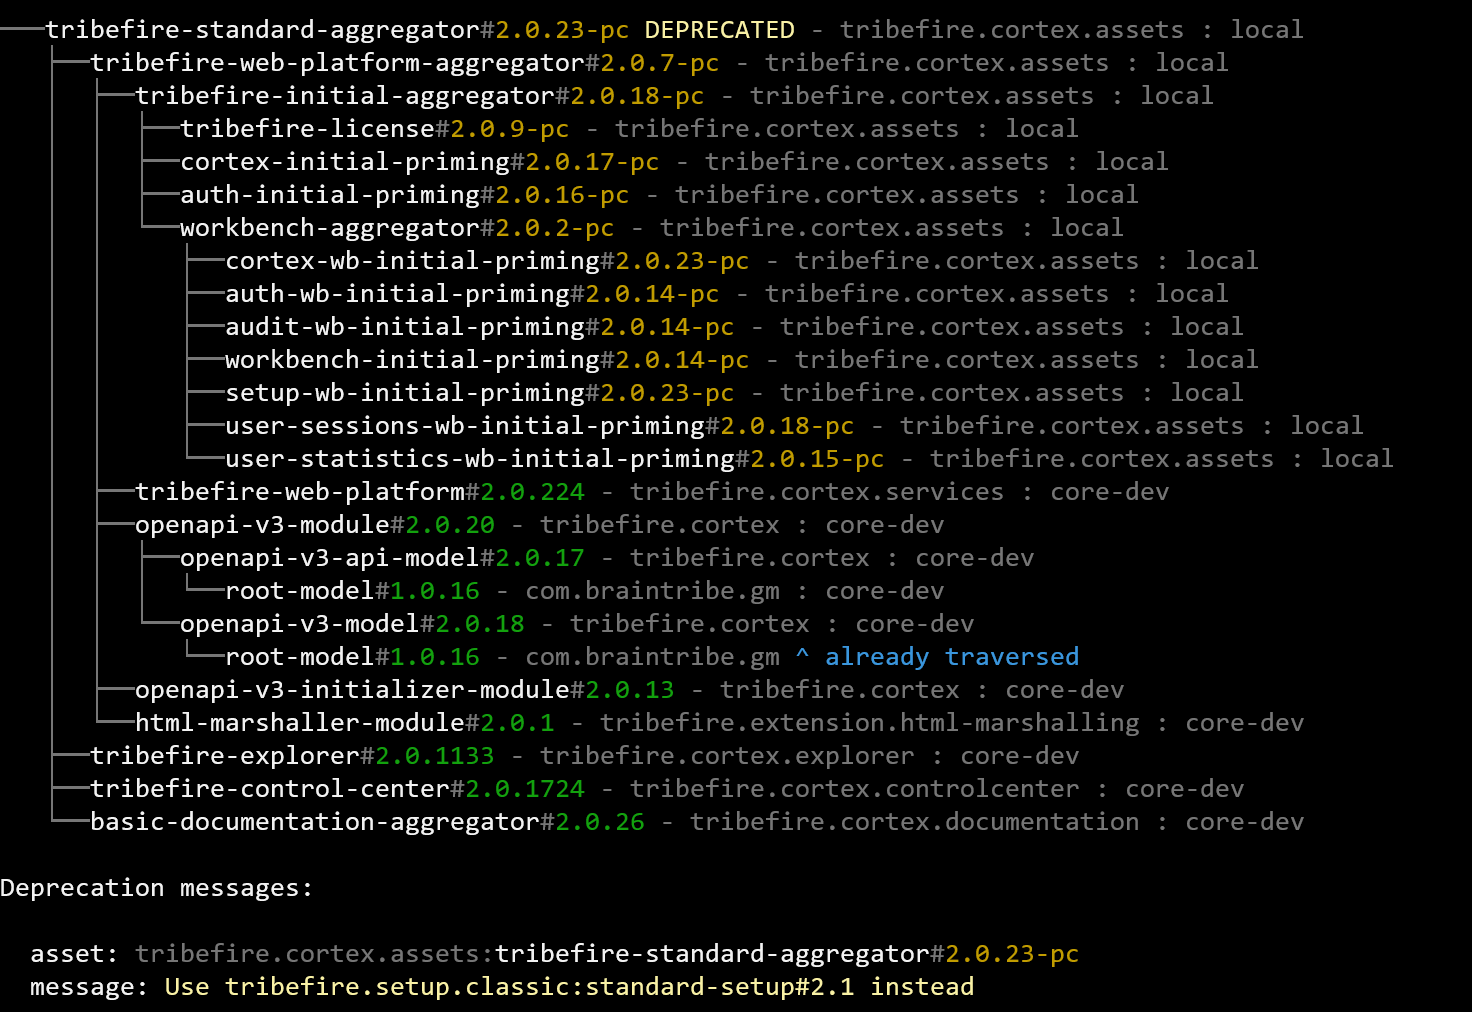 tribefire-standard-aggregator#2.0.23-pc DEPRECATED - tribefire.cortex.assets : local
tribefire-web-platform-aggregator#2.0.7-pc - tribefire.cortex.assets : local
tribefire-initial-aggregator#2.0.18-pc - tribefire.cortex.assets : local
tribefire-license#2.0.9-pc - tribefire.cortex.assets : local
cortex-initial-priming#2.0.17-pc - tribefire.cortex.assets : local
auth-initial-priming#2.0.16-pc - tribefire.cortex.assets : local
workbench-aggregator#2.0.2-pc - tribefire.cortex.assets : local
cortex-wb-initial-priming#2.0.23-pc - tribefire.cortex.assets : local
auth-wb-initial-priming#2.0.14-pc - tribefire.cortex.assets : local
audit-wb-initial-priming#2.0.14-pc - tribefire.cortex.assets : local
workbench-initial-priming#2.0.14-pc - tribefire.cortex.assets : local
setup-wb-initial-priming#2.0.23-pc - tribefire.cortex.assets : local
user-sessions-wb-initial-priming#2.0.18-pc - tribefire.cortex.assets : local
user-statistics-wb-initial-priming#2.0.15-pc - tribefire.cortex.assets : local
tribefire-web-platform#2.0.224 - tribefire.cortex.services : core-dev
openapi-v3-module#2.0.20 - tribefire.cortex : core-dev
openapi-v3-api-model#2.0.17 - tribefire.cortex : core-dev
root-model#1.0.16 - com.braintribe.gm : core-dev
openapi-v3-model#2.0.18 - tribefire.cortex : core-dev
root-model#1.0.16 - com.braintribe.gm ^ already traversed
openapi-v3-initializer-module#2.0.13 - tribefire.cortex : core-dev
html-marshaller-module#2.0.1 - tribefire.extension.html-marshalling : core-dev
tribefire-explorer#2.0.1133 - tribefire.cortex.explorer : core-dev
tribefire-control-center#2.0.1724 - tribefire.cortex.controlcenter : core-dev
basic-documentation-aggregator#2.0.26 - tribefire.cortex.documentation : core-dev
Deprecation messages:
asset: tribefire.cortex.assets:tribefire-standard-aggregator#2.0.23-pc
message: Use tribefire.setup.classic:standard-setup#2.1 instead